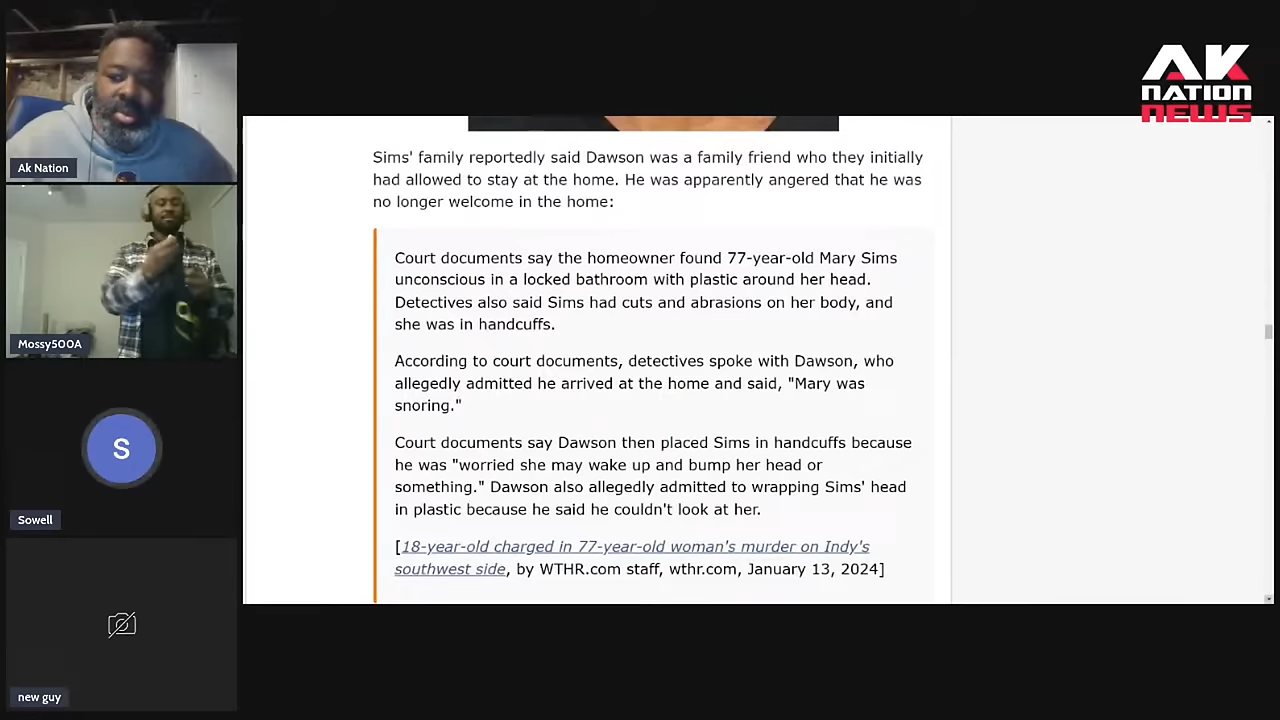 AK
NATION
NEWS
Ak Nation
Mossy500A
S
Sowell
new guy
Sims' family reportedly said Dawson was a family friend who they initially
had allowed to stay at the home. He was apparently angered that he was
no longer welcome in the home:
Court documents say the homeowner found 77-year-old Mary Sims
unconscious in a locked bathroom with plastic around her head.
Detectives also said Sims had cuts and abrasions on her body, and
she was in handcuffs.
According to court documents, detectives spoke with Dawson, who
allegedly admitted he arrived at the home and said, "Mary was
snoring."
Court documents say Dawson then placed Sims in handcuffs because
he was "worried she may wake up and bump her head or
something." Dawson also allegedly admitted to wrapping Sims' head
in plastic because he said he couldn't look at her.
[18-year-old charged in 77-year-old woman's murder on Indy's
southwest side, by WTHR.com staff, wthr.com, January 13, 2024]